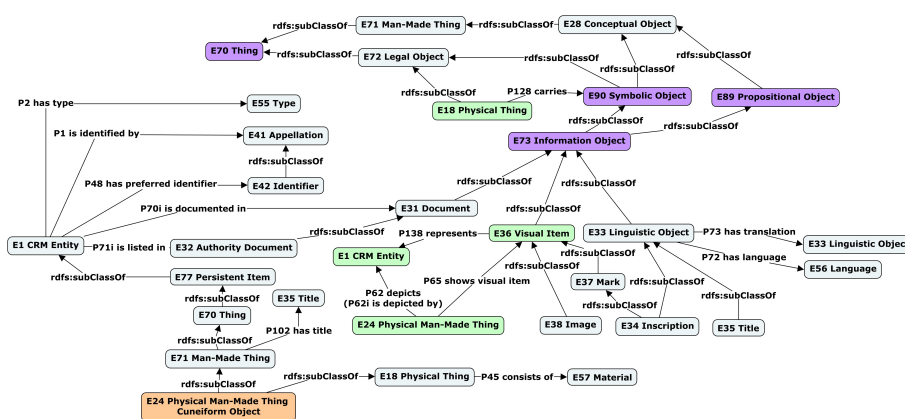 rdfs:subClassOf
E71 Man-Made Thing
rdfs:subClassOf
E28 Conceptual Object
E70 Thing
rdfs:subClassOf
E72 Legal Object
rdfs:subClassOf
rdfs:subClassOf
rdfs:subClassOf
rdfs:subClassOf
P2 has type
E55 Type
P128 carries
E90 Symbolic Object
E89 Propositional Object
E18 Physical Thing
rdfs:subClassOf
rdfs:subClassOf
P1 is identified by
E41 Appellation
E73 Information Object
rdfs:subClassOf
P48 has preferred identifier
E42 Identifier
rdfs:subClassOf
rdfs:subClassOf
rdfs:subClassOf
P70i is documented in
E31 Document
E1 CRM Entity
P71i is listed in
E32 Authority Document
rdfs:subClassOf
P138 represents
E36 Visual Item
E33 Linguistic Object
P73 has translation
E33 Linguistic Objec
E1 CRM Entity
P72 has language
E56 Language
rdfs:subClassOf
E77 Persistent Item
rdfs:subClassOf
P65 shows visual item
rdfs:subClassOf
rdfs:subClassOf
E37 Mark
rdfs:subClassOf
rdfs:subClassOf
rdfs:subClassOf
E35 Title
P62 depicts
(P62i is depicted by)
E70 Thing
rdfs:subClassOf
P102 has title
E24 Physical Man-Made Thing
E38 Image
E34 Inscription
E35 Title
E71 Man-Made Thing
rdfs:subClassOf
rdfs:subClassOf
E18 Physical Thing
P45 consists of
E57 Material
E24 Physical Man-Made Thing
Cuneiform Object